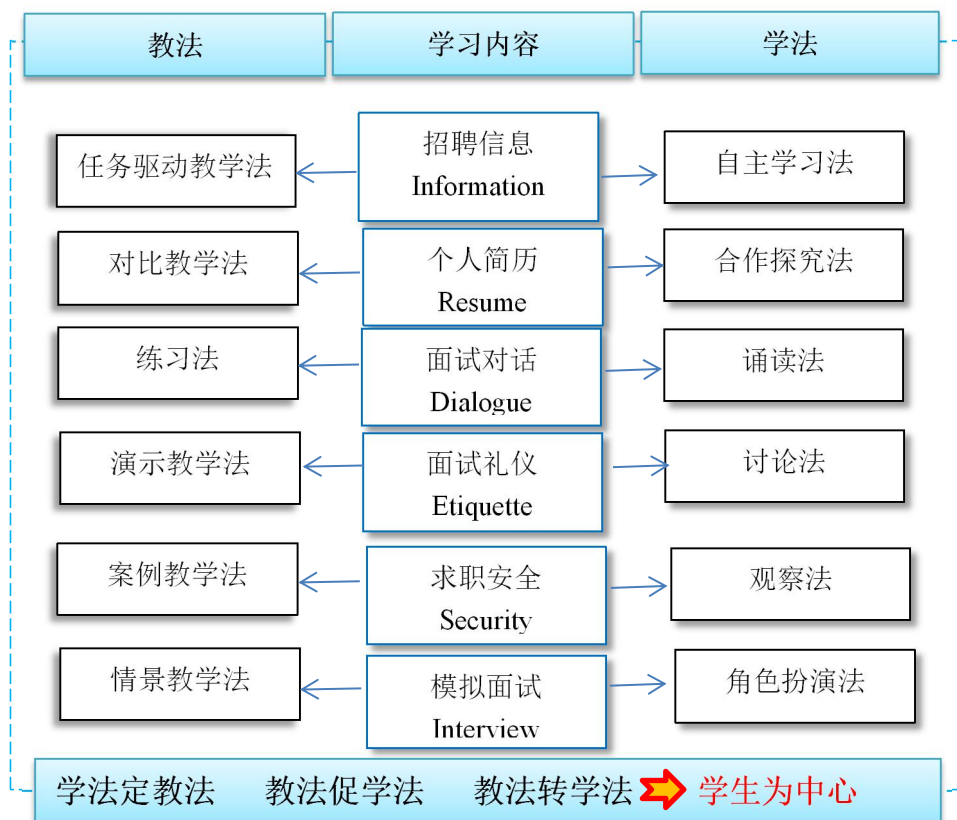 教法 学习内容 学法
任务驱动教学法
招聘信息
Information
自主学习法
对比教学法
个人简历
Resume
合作探究法
练习法
面试对话
Dialogue
诵读法
演示教学法
面试礼仪
Etiquette
讨论法
案例教学法
求职安全
Security
观察法
情景教学法
模拟面试
Interview
角色扮演法
学法定教法 教法促学法 教法转学法 学生为中心